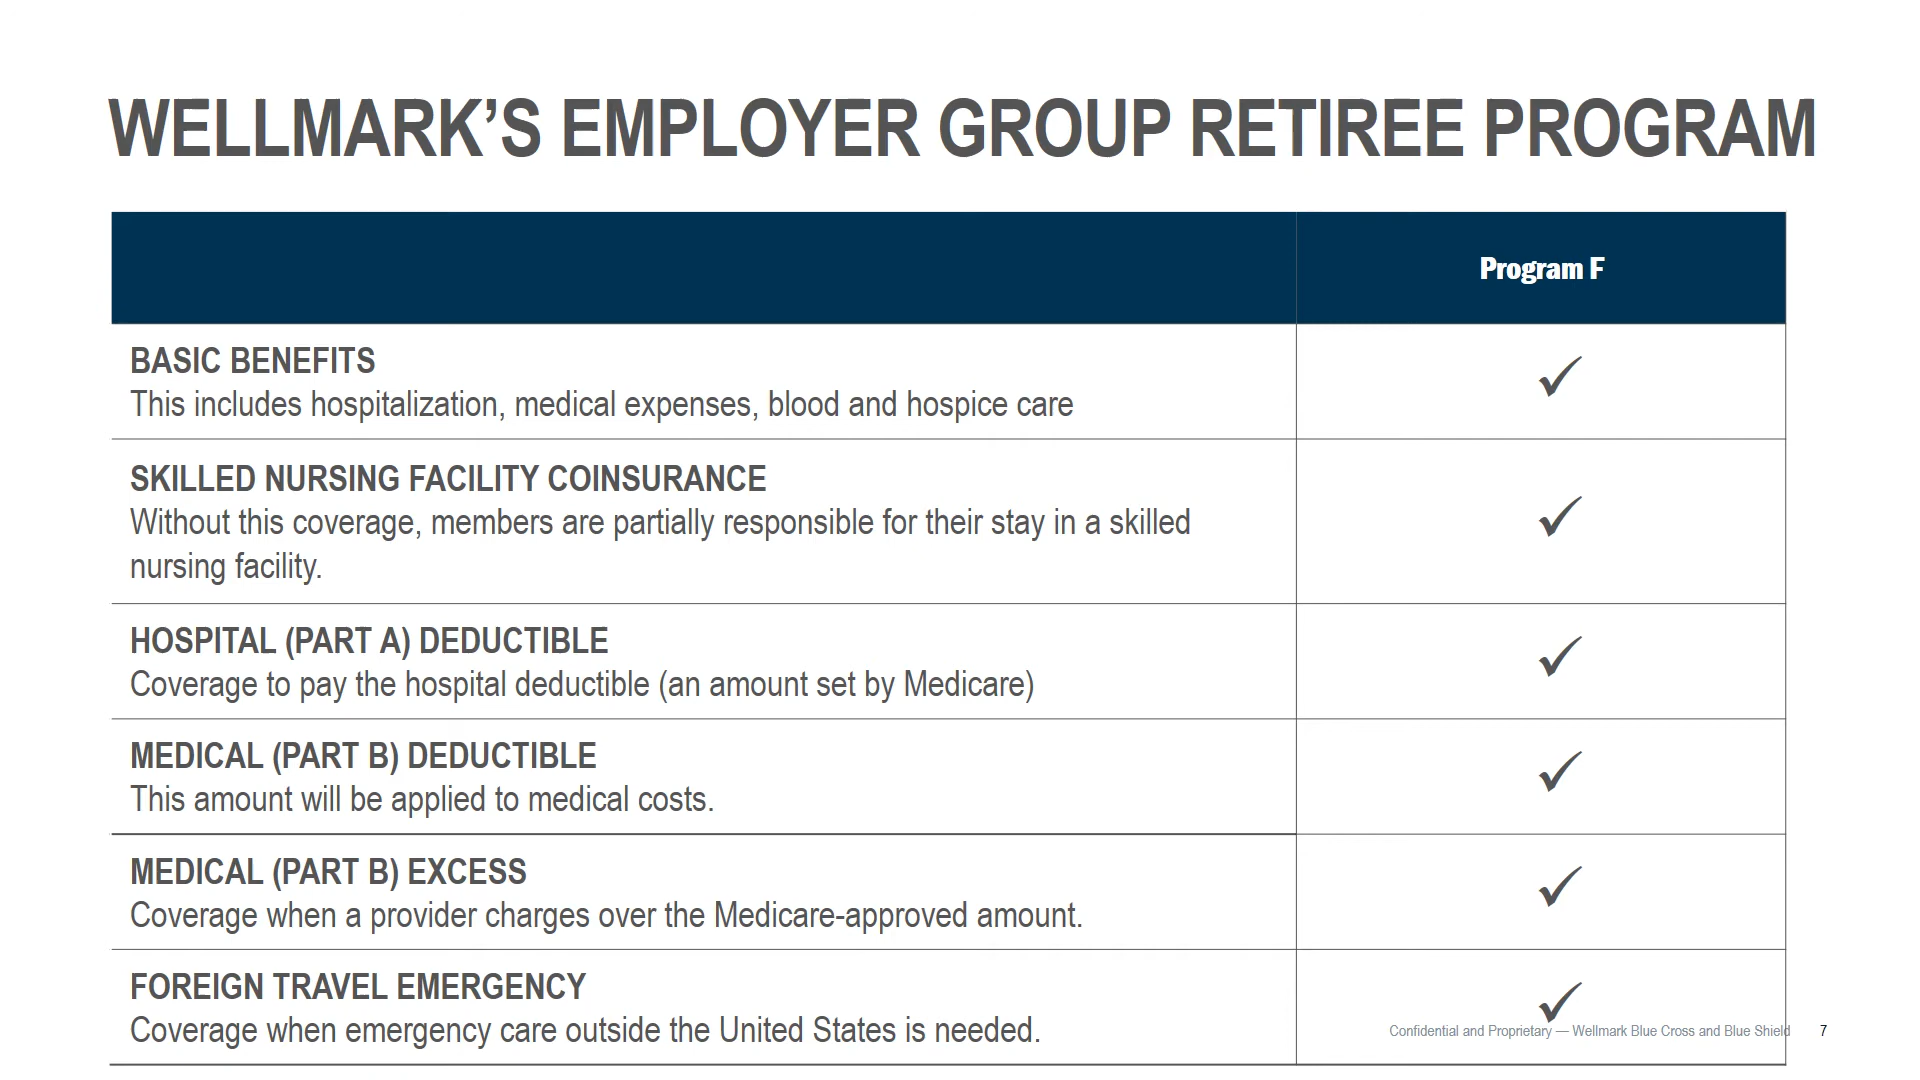 WELLMARK’S EMPLOYER GROUP RETIREE PROGRAM
Program F
BASIC BENEFITS
This includes hospitalization, medical expenses, blood and hospice care
✓
SKILLED NURSING FACILITY COINSURANCE
Without this coverage, members are partially responsible for their stay in a skilled
nursing facility.
✓
HOSPITAL (PART A) DEDUCTIBLE
Coverage to pay the hospital deductible (an amount set by Medicare)
✓
MEDICAL (PART B) DEDUCTIBLE
This amount will be applied to medical costs.
✓
MEDICAL (PART B) EXCESS
Coverage when a provider charges over the Medicare-approved amount.
✓
FOREIGN TRAVEL EMERGENCY
Coverage when emergency care outside the United States is needed.
✓
Confidential and Proprietary — Wellmark Blue Cross and Blue Shield 7